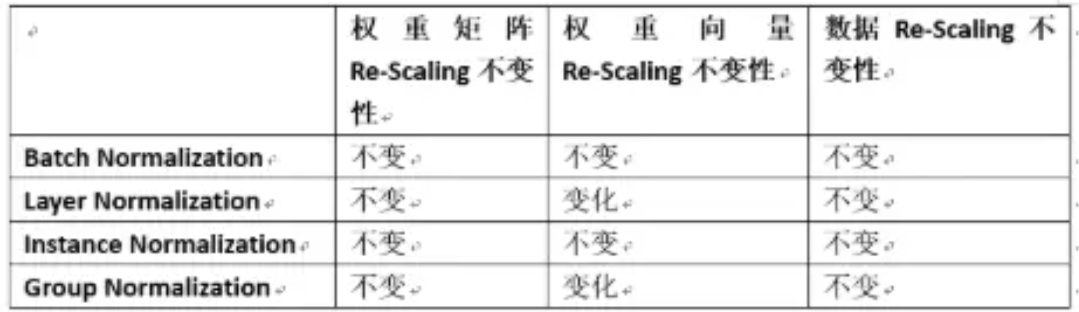 权重矩阵 权重向量 数据 Re-Scaling 不
Re-Scaling 不变 Re-Scaling 不变性 变性
性
Batch Normalization 不变 不变 不变
Layer Normalization 不变 变化 不变
Instance Normalization 不变 不变 不变
Group Normalization 不变 变化 不变